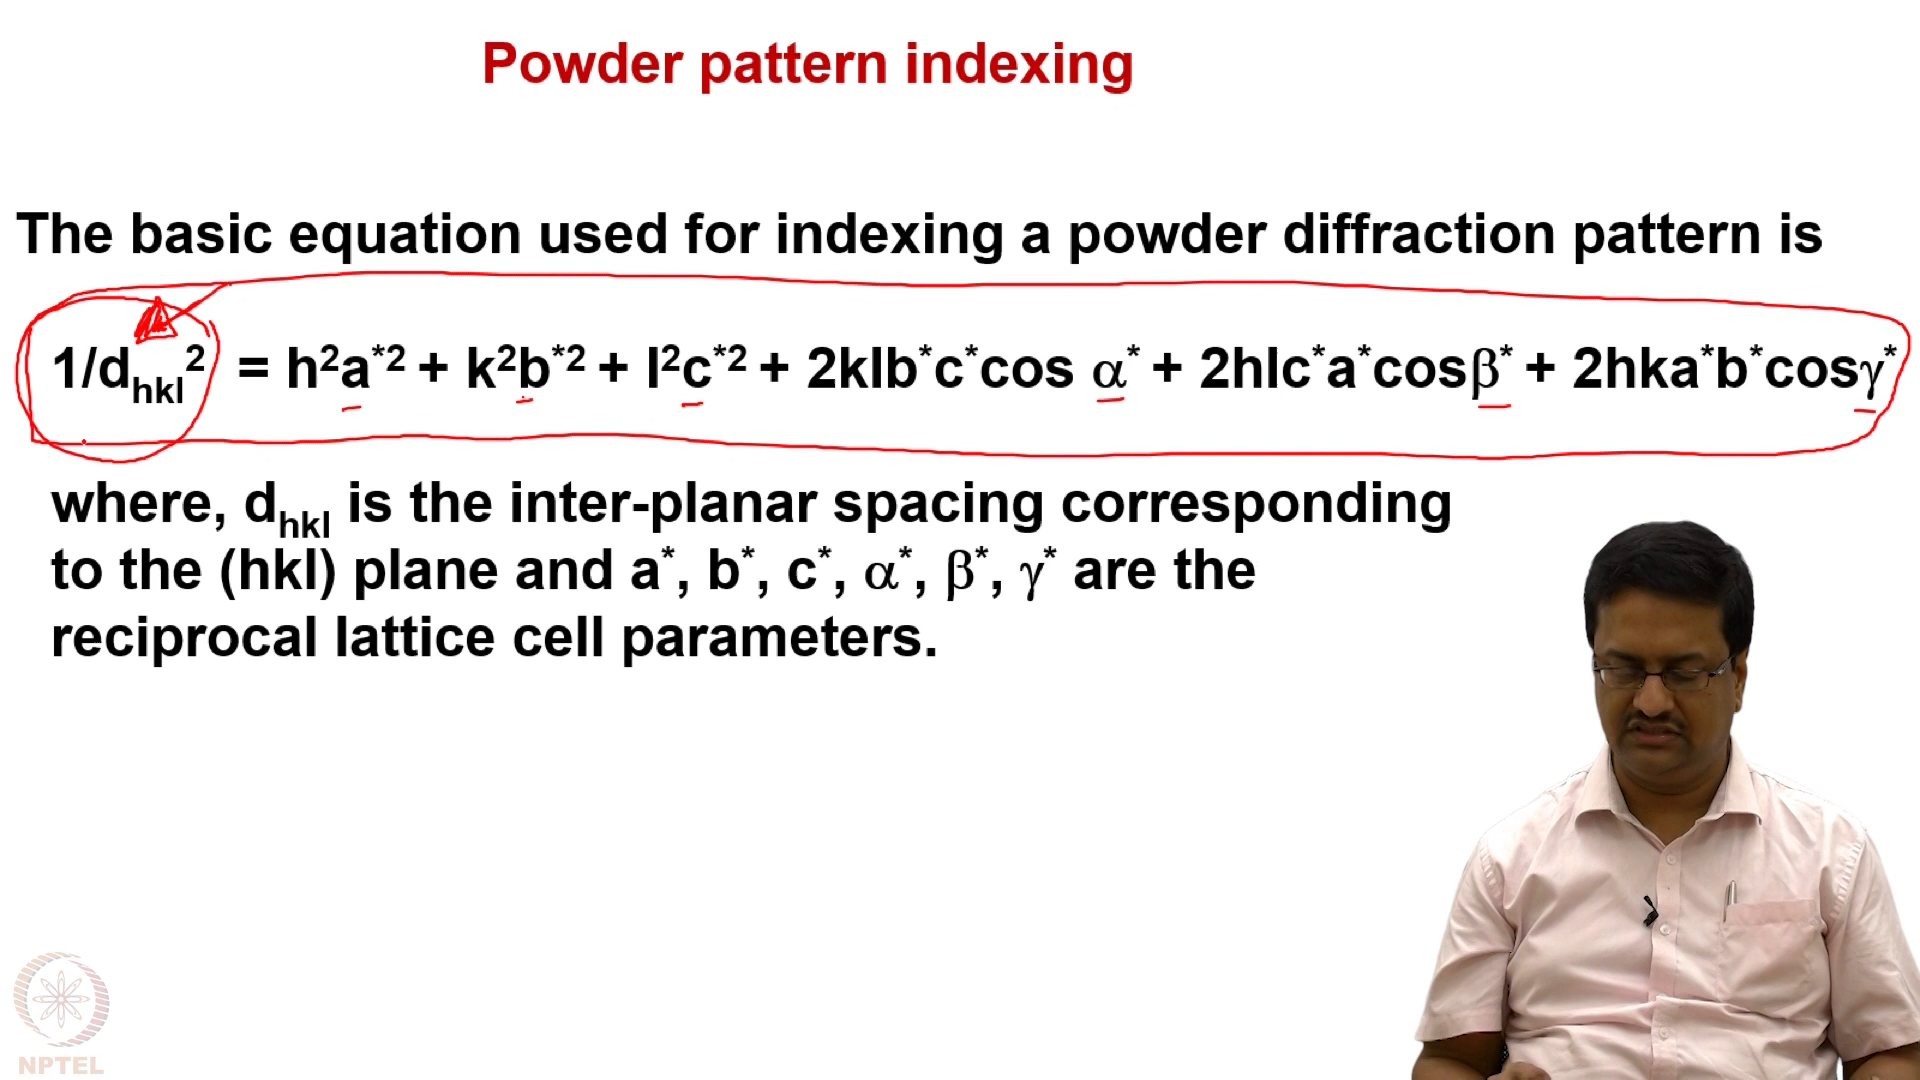 Powder pattern indexing
The basic equation used for indexing a powder diffraction pattern is
1/dhkl² = h²a*² + k²b*² + l²c*² + 2klb*c*cos α* + 2hlc*a*cosβ* + 2hka*b*cosγ*
where, dhkl is the inter-planar spacing corresponding
to the (hkl) plane and a*, b*, c*, α*, β*, γ* are the
reciprocal lattice cell parameters.
NPTEL